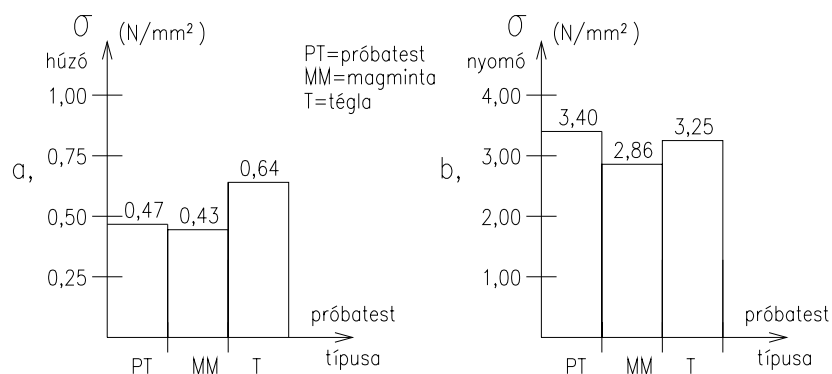 σ (N/mm²)
húzó
1,00
0,75
0,50
0,25
a,
0,47
0,43
0,64
PT
MM
T
próbatest
típusa
PT=próbatest
MM=magminta
T=tégla
σ (N/mm²)
nyomó
4,00
3,00
2,00
1,00
b,
3,40
2,86
3,25
PT
MM
T
próbatest
típusa